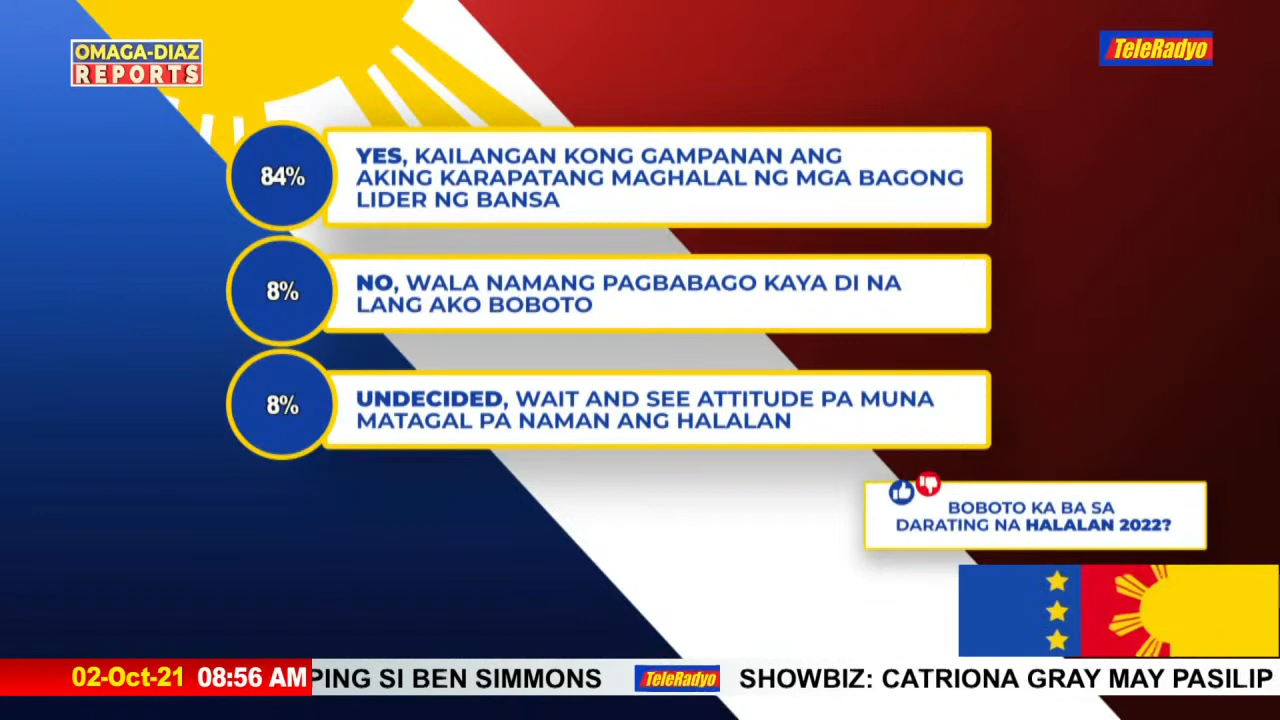 OMAGA-DIAZ
REPORTS
TeleRadyo
84%
YES, KAILANGAN KONG GAMPANAN ANG
AKING KARAPATANG MAGHALAL NG MGA BAGONG
LIDER NG BANSA
8%
NO, WALA NAMANG PAGBABAGO KAYA DI NA
LANG AKO BOBOTO
8%
UNDECIDED, WAIT AND SEE ATTITUDE PA MUNA
MATAGAL PA NAMAN ANG HALALAN
BOBOTO KA BA SA
DARATING NA HALALAN 2022?
02-Oct-21 08:56 AM PING SI BEN SIMMONS TeleRadyo SHOWBIZ: CATRIONA GRAY MAY PASILIP